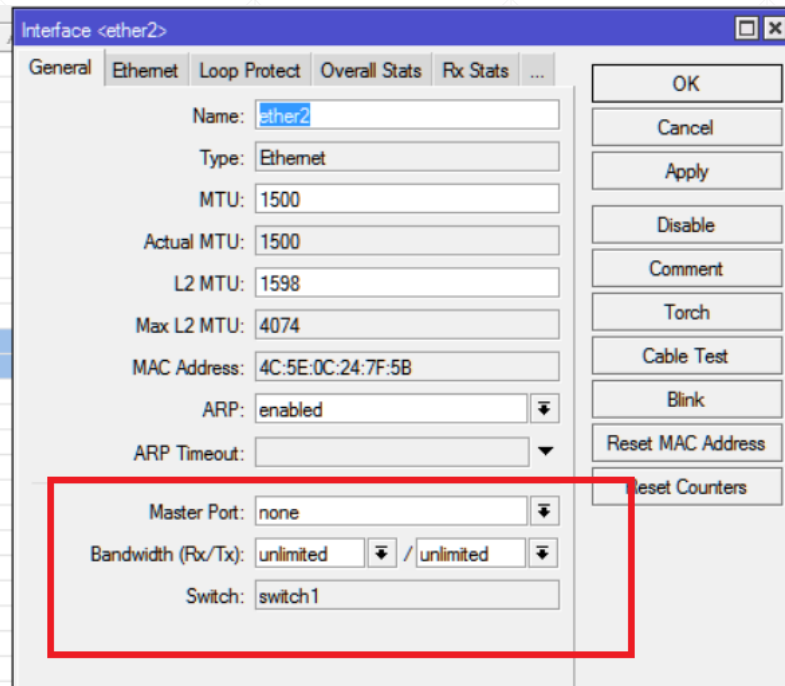 Interface <ether2>
General Ethernet Loop Protect Overall Stats Rx Stats ...
Name: ether2
Type: Ethernet
MTU: 1500
Actual MTU: 1500
L2 MTU: 1598
Max L2 MTU: 4074
MAC Address: 4C:5E:0C:24:7F:5B
ARP: enabled
ARP Timeout:
Master Port: none
Bandwidth (Rx/Tx): unlimited / unlimited
Switch: switch1
OK
Cancel
Apply
Disable
Comment
Torch
Cable Test
Blink
Reset MAC Address
Reset Counters